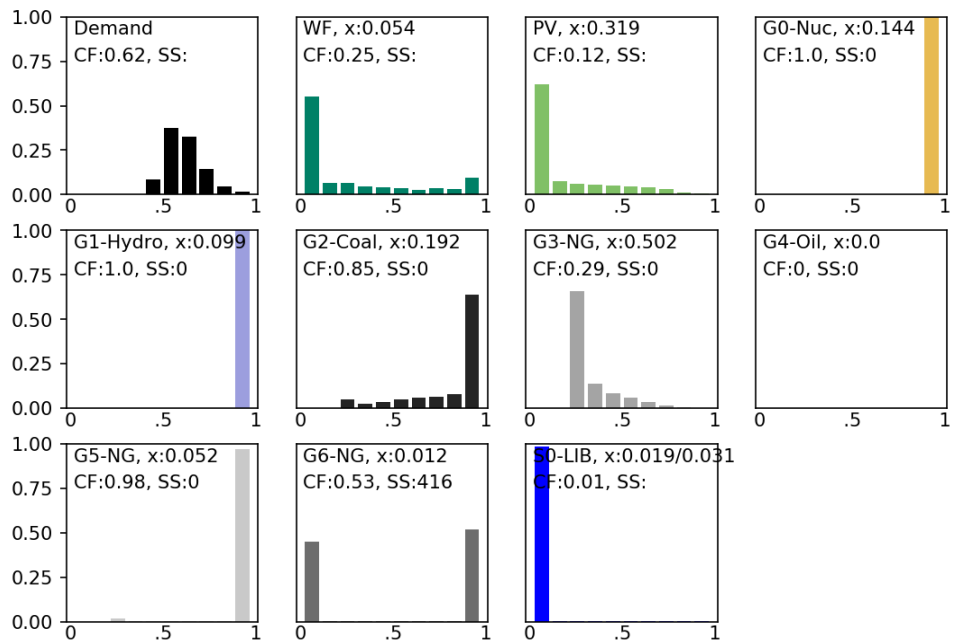 1.00
Demand
WF, x:0.054
PV, x:0.319
G0-Nuc, x:0.144
CF:0.62, SS:
CF:0.25, SS:
CF:0.12, SS:
CF:1.0, SS:0
0.75
0.50
0.25
0.00
0 .5 1
0 .5 1
0 .5 1
0 .5 1
1.00
G1-Hydro, x:0.099
G2-Coal, x:0.192
G3-NG, x:0.502
G4-Oil, x:0.0
CF:1.0, SS:0
CF:0.85, SS:0
CF:0.29, SS:0
CF:0, SS:0
0.75
0.50
0.25
0.00
0 .5 1
0 .5 1
0 .5 1
0 .5 1
1.00
G5-NG, x:0.052
G6-NG, x:0.012
S0-LIB, x:0.019/0.031
CF:0.98, SS:0
CF:0.53, SS:416
CF:0.01, SS:
0.75
0.50
0.25
0.00
0 .5 1
0 .5 1
0 .5 1